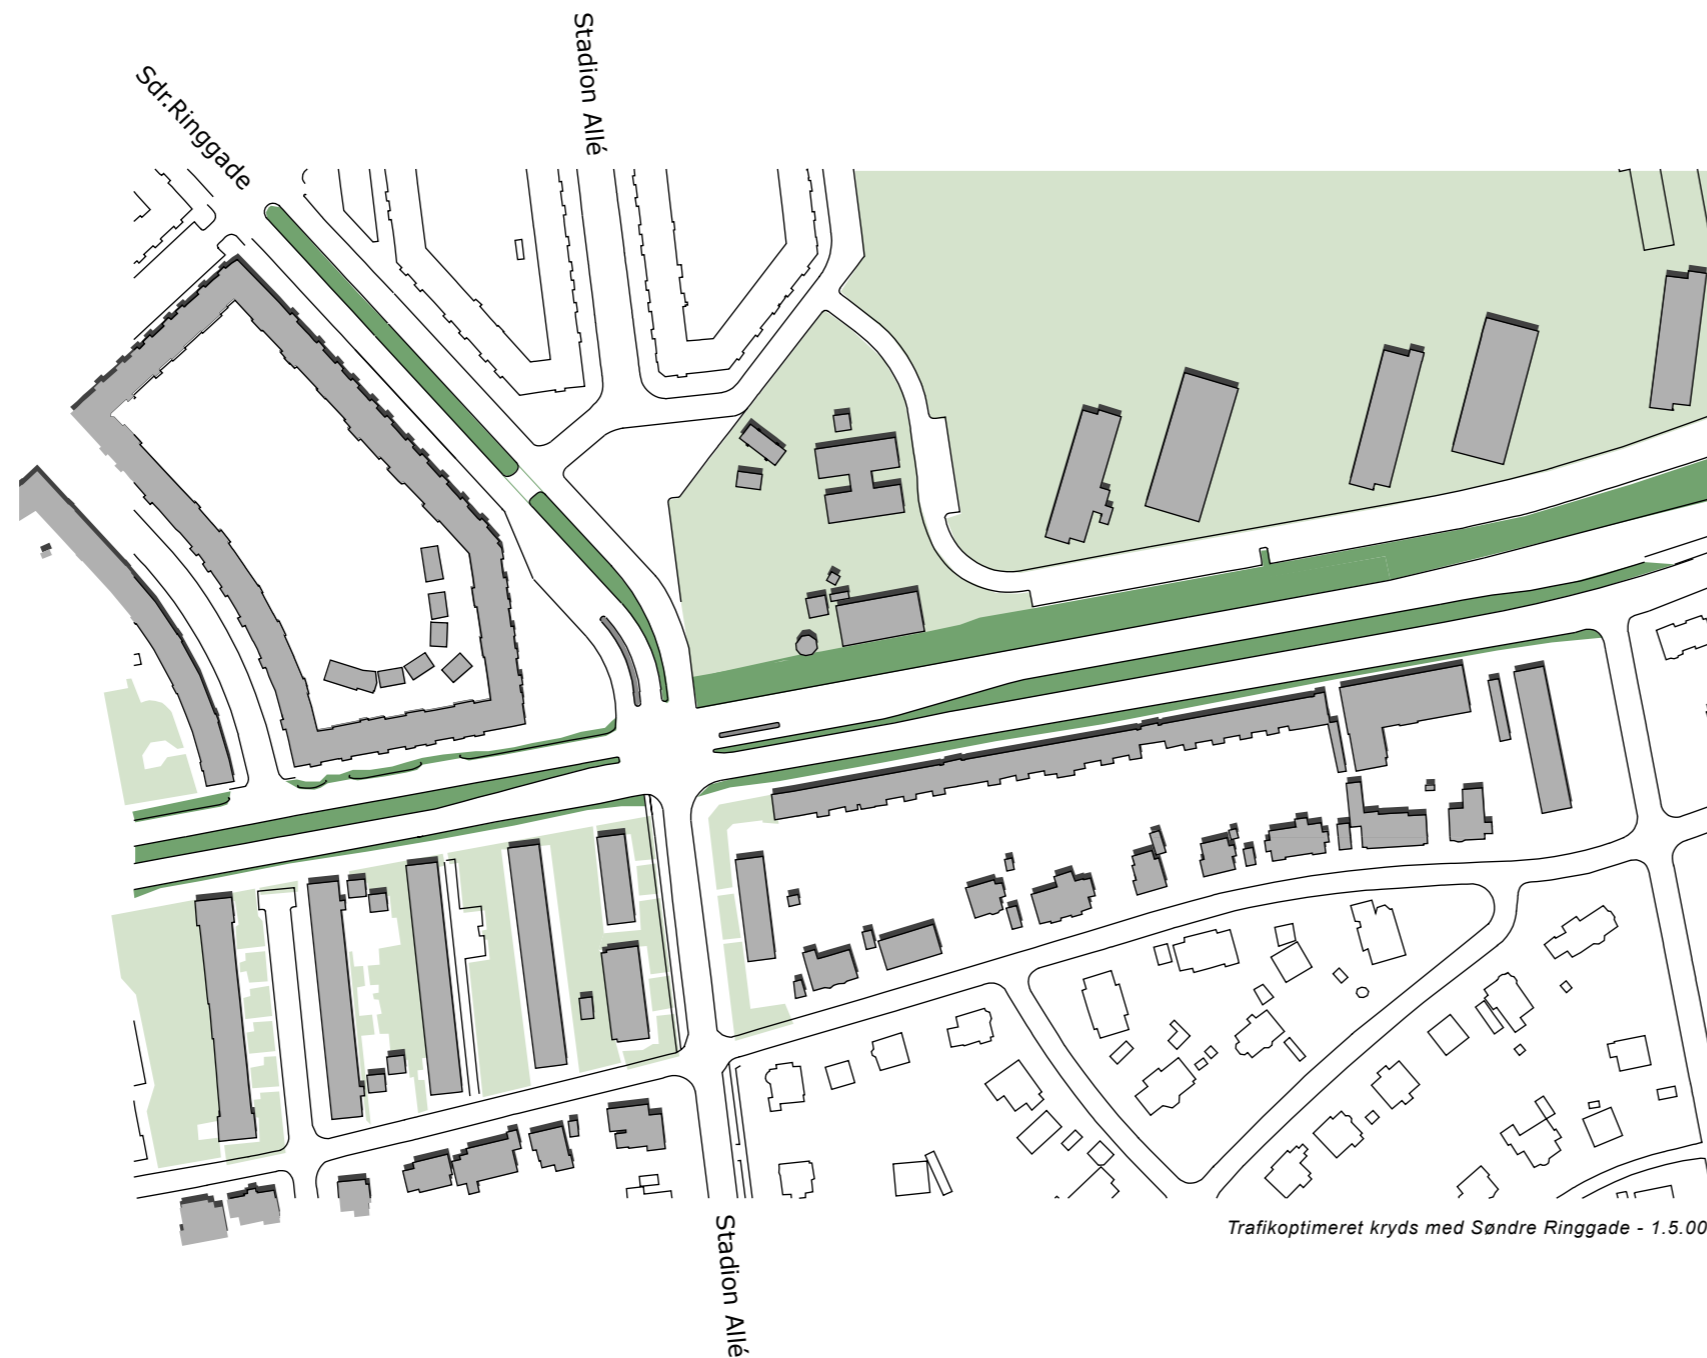 Stadion Allé
Sdr.Ringgade
Trafikoptimeret kryds med Søndre Ringgade - 1.5.00
Stadion Allé